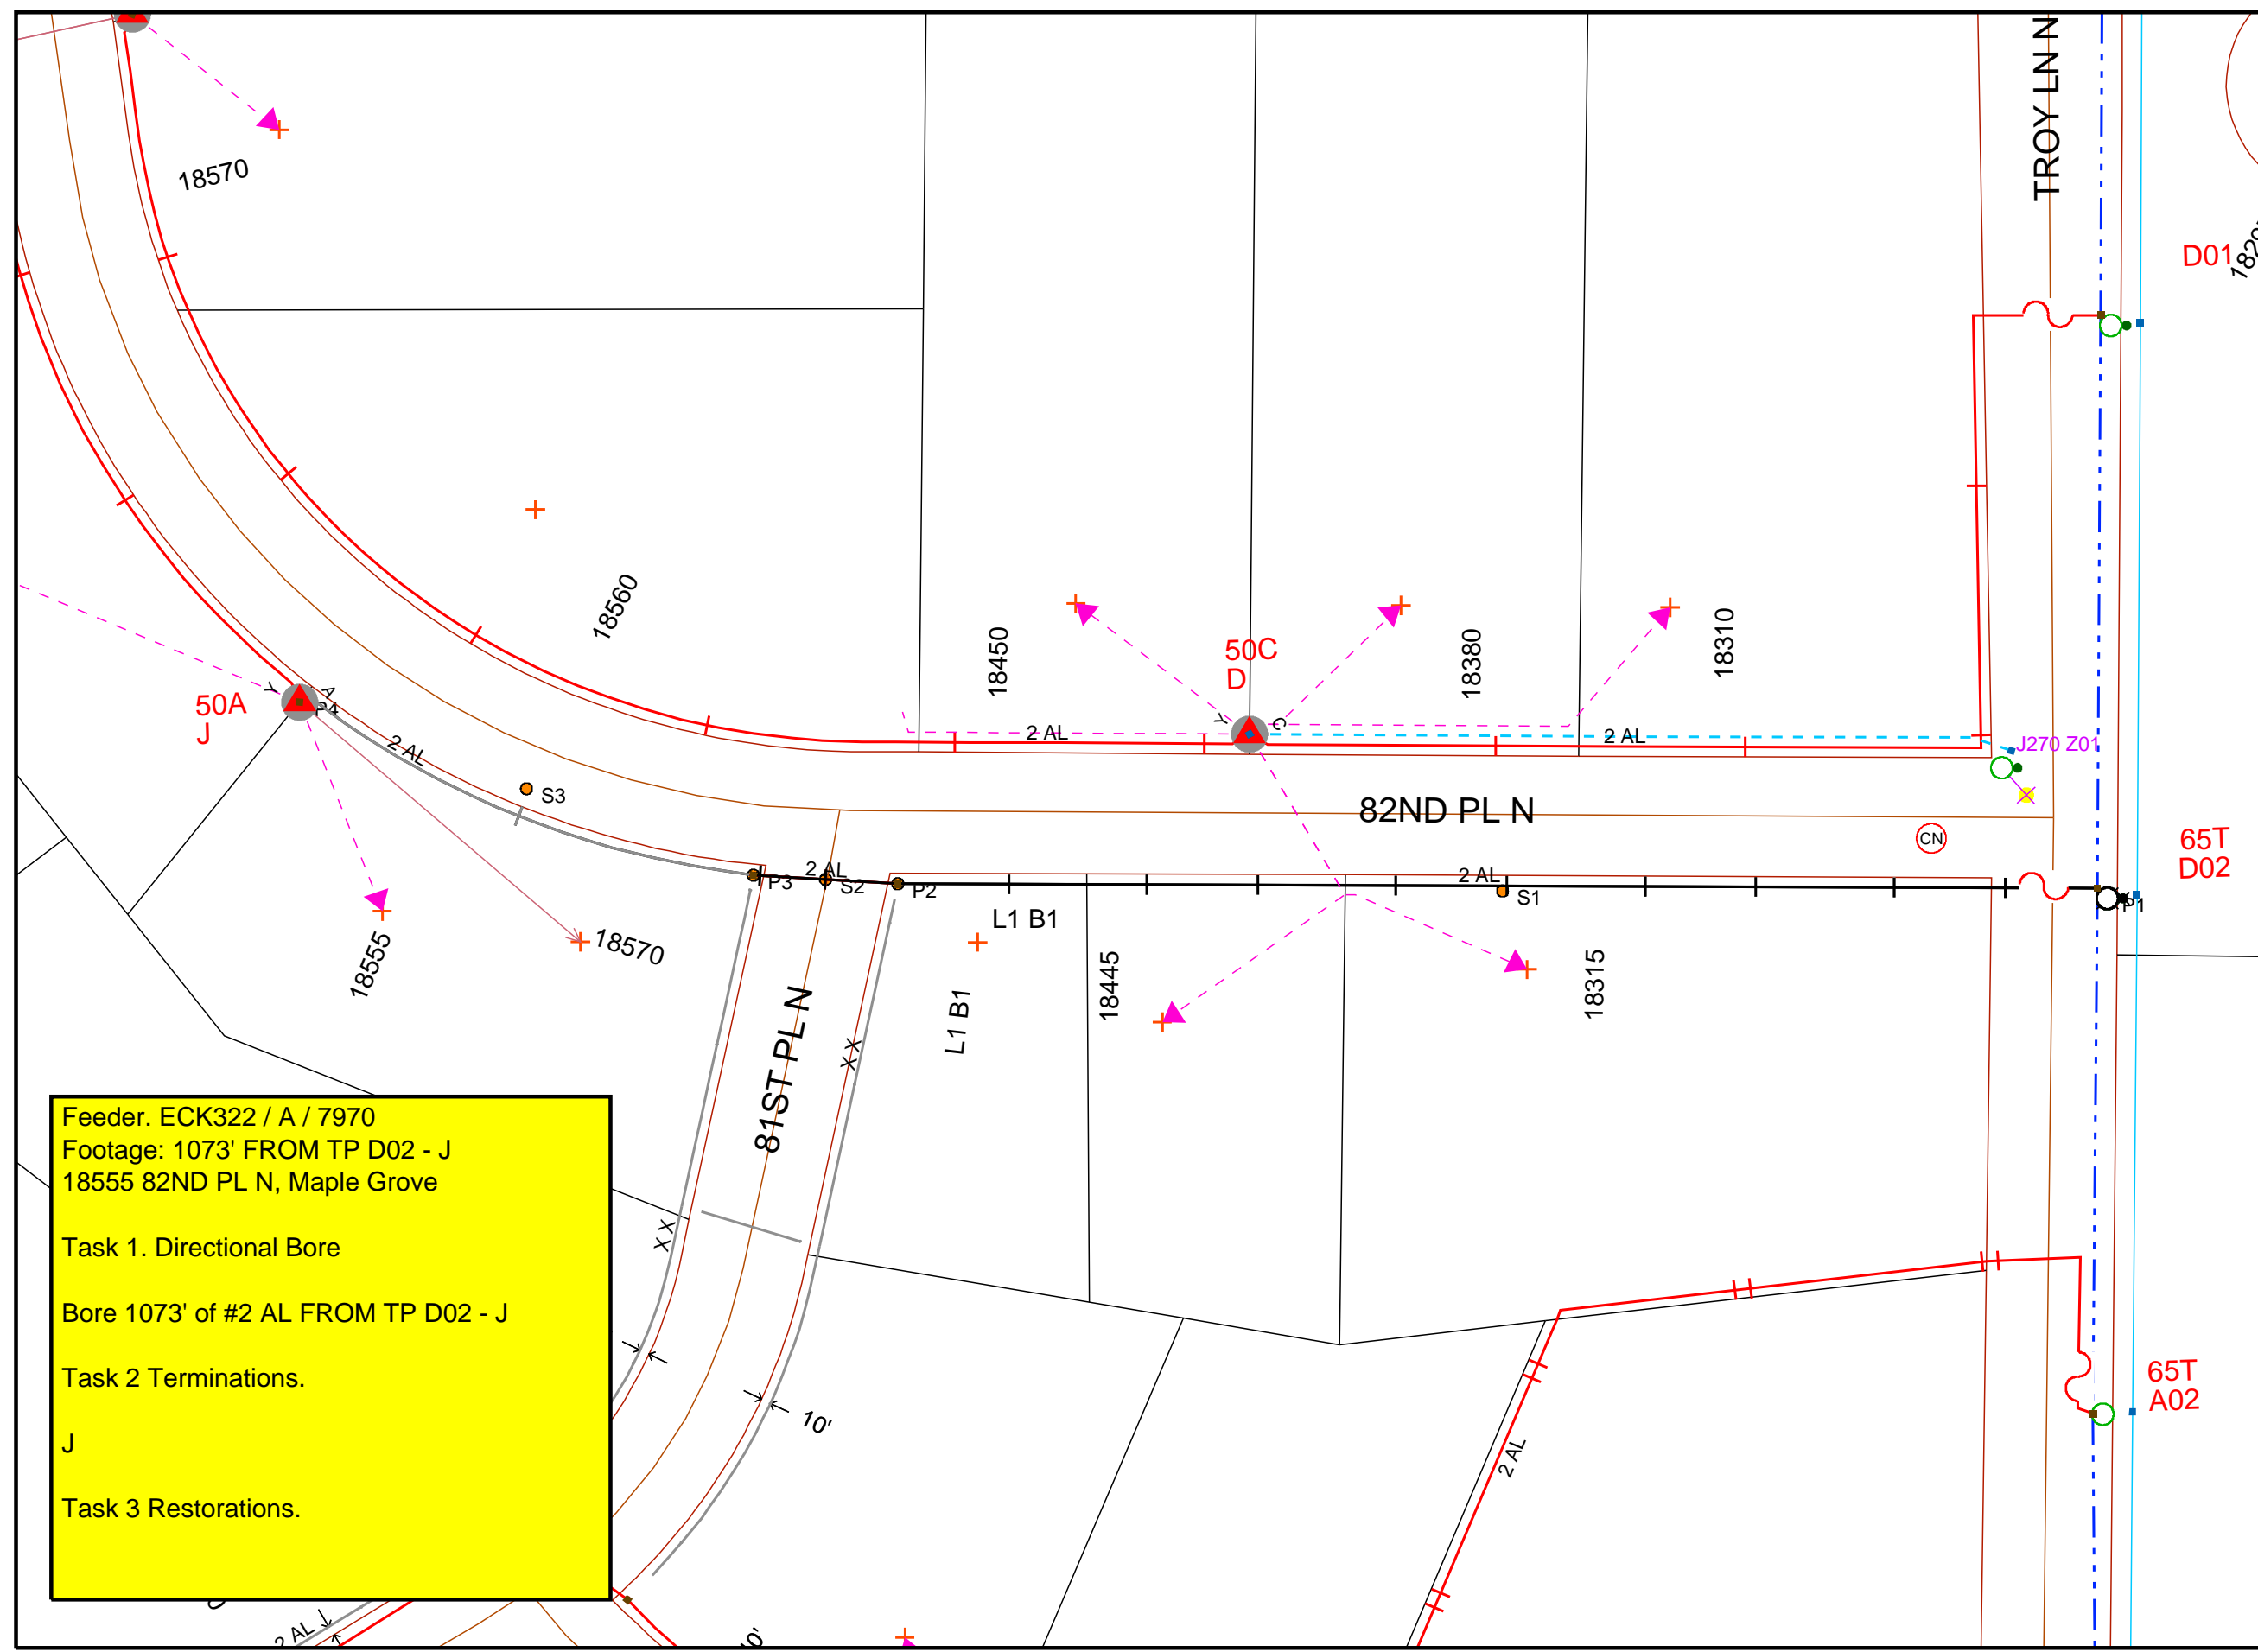 TROY LN N
18570
D01
18560
18450
50C
D
18380
18310
50A
J
Y
A
P4
2 AL
Y
C
2 AL
2 AL
J270 Z01
S3
82ND PL N
CN
65T
D02
P3
2 AL
S2
P2
2 AL
S1
P1
L1 B1
18555
18570
L1 B1
18445
18315
81ST PL N
X X
X X
10'
2 AL
65T
A02
Feeder. ECK322 / A / 7970
Footage: 1073' FROM TP D02 - J
18555 82ND PL N, Maple Grove
Task 1. Directional Bore
Bore 1073' of #2 AL FROM TP D02 - J
Task 2 Terminations.
J
Task 3 Restorations.
2 AL